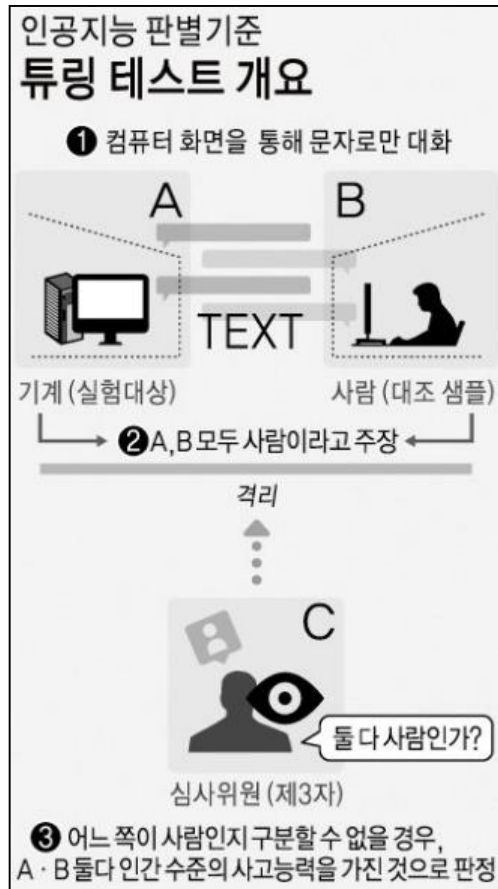 인공지능 판별기준
튜링 테스트 개요
❶ 컴퓨터 화면을 통해 문자로만 대화
A
B
TEXT
기계 (실험대상)
사람 (대조 샘플)
❷ A, B 모두 사람이라고 주장
격리
C
둘 다 사람인가?
심사위원 (제3자)
❸ 어느 쪽이 사람인지 구분할 수 없을 경우,
A · B 둘다 인간 수준의 사고능력을 가진 것으로 판정